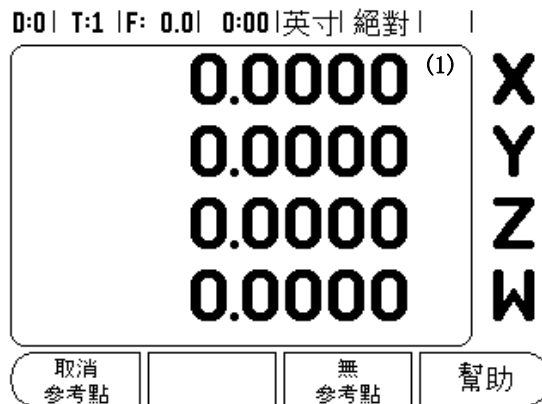 D:0| T:1 |F: 0.0| 0:00|英寸| 絕對| |
0.0000 (1) X
0.0000 Y
0.0000 Z
0.0000 W
取消
參考點
無
參考點
幫助